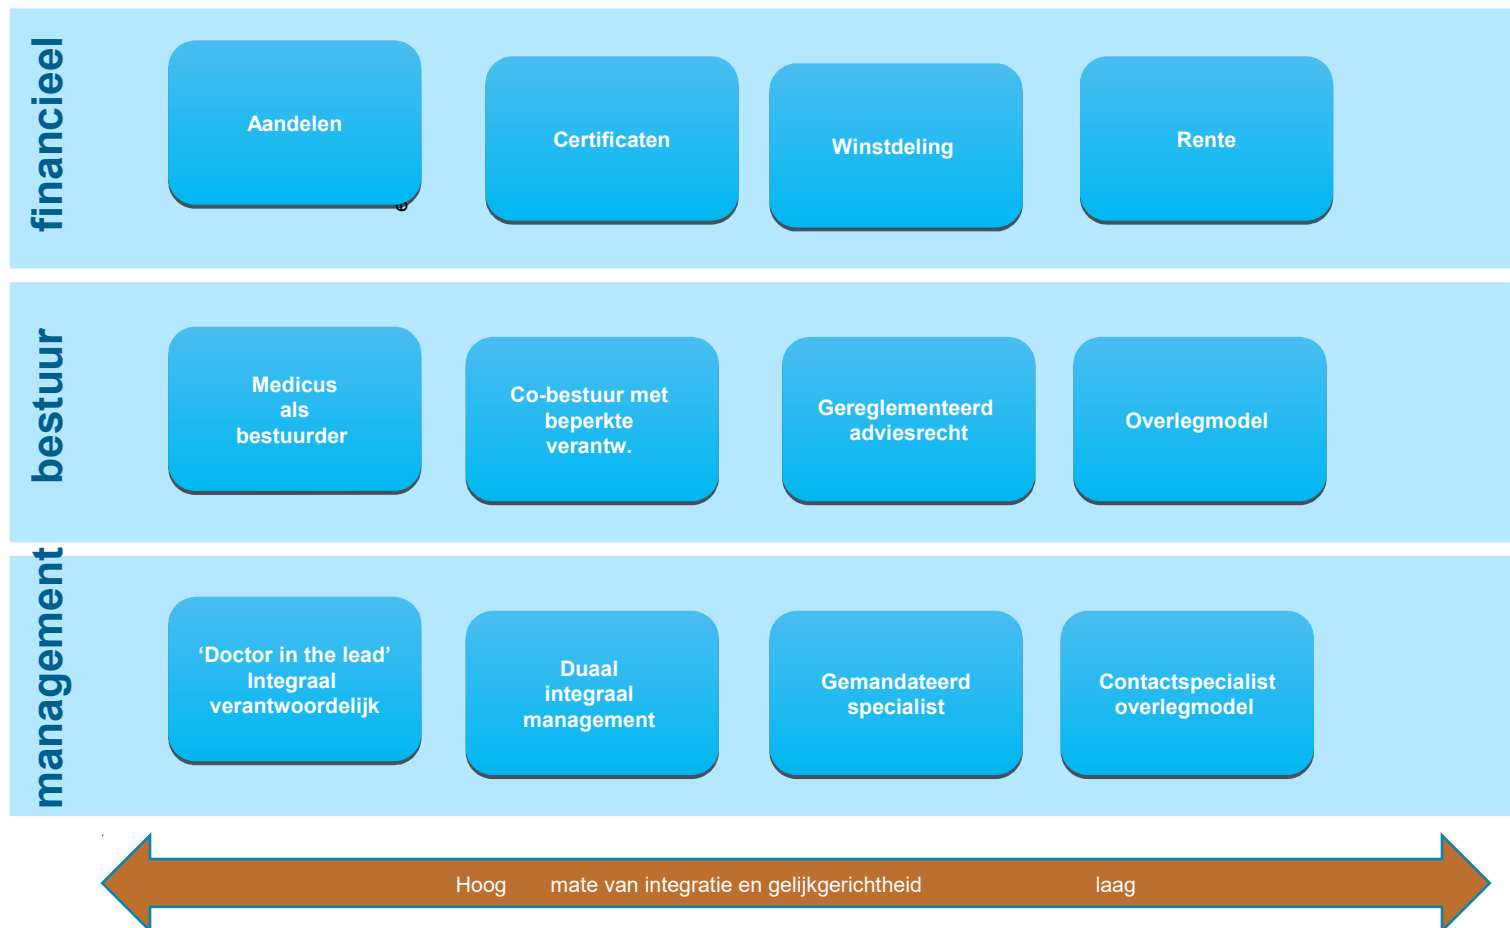 financieel
Aandelen
Certificaten
Winstdeling
Rente
bestuur
Medicus
als
bestuurder
Co-bestuur met
beperkte
verantw.
Gereglementeerd
adviesrecht
Overlegmodel
management
‘Doctor in the lead’
Integraal
verantwoordelijk
Duaal
integraal
management
Gemandateerd
specialist
Contactspecialist
overlegmodel
Hoog mate van integratie en gelijkgerichtheid laag